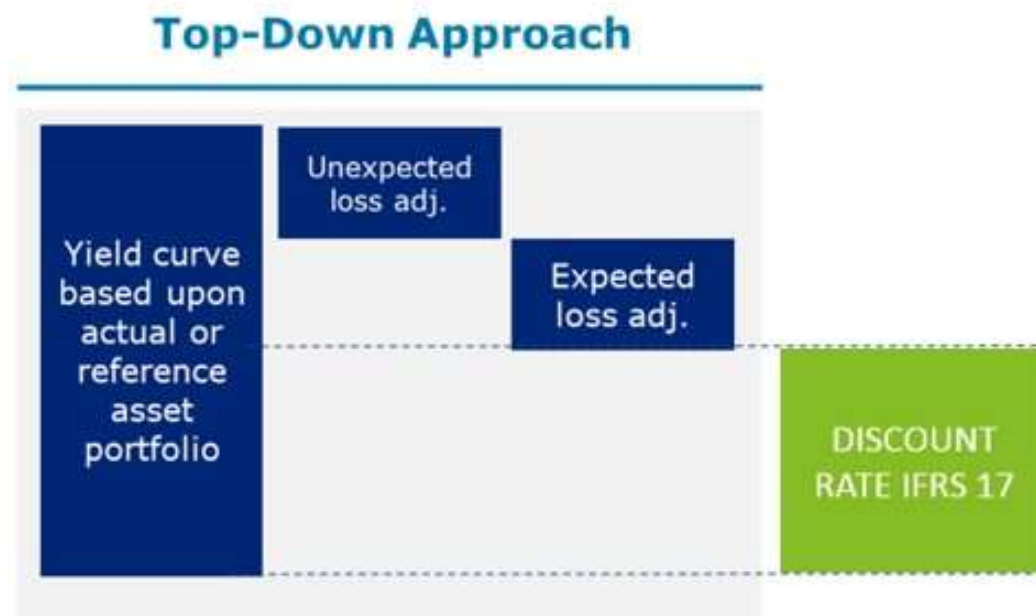 Top-Down Approach
Unexpected
loss adj.
Yield curve
based upon
actual or
reference
asset
portfolio
Expected
loss adj.
DISCOUNT
RATE IFRS 17